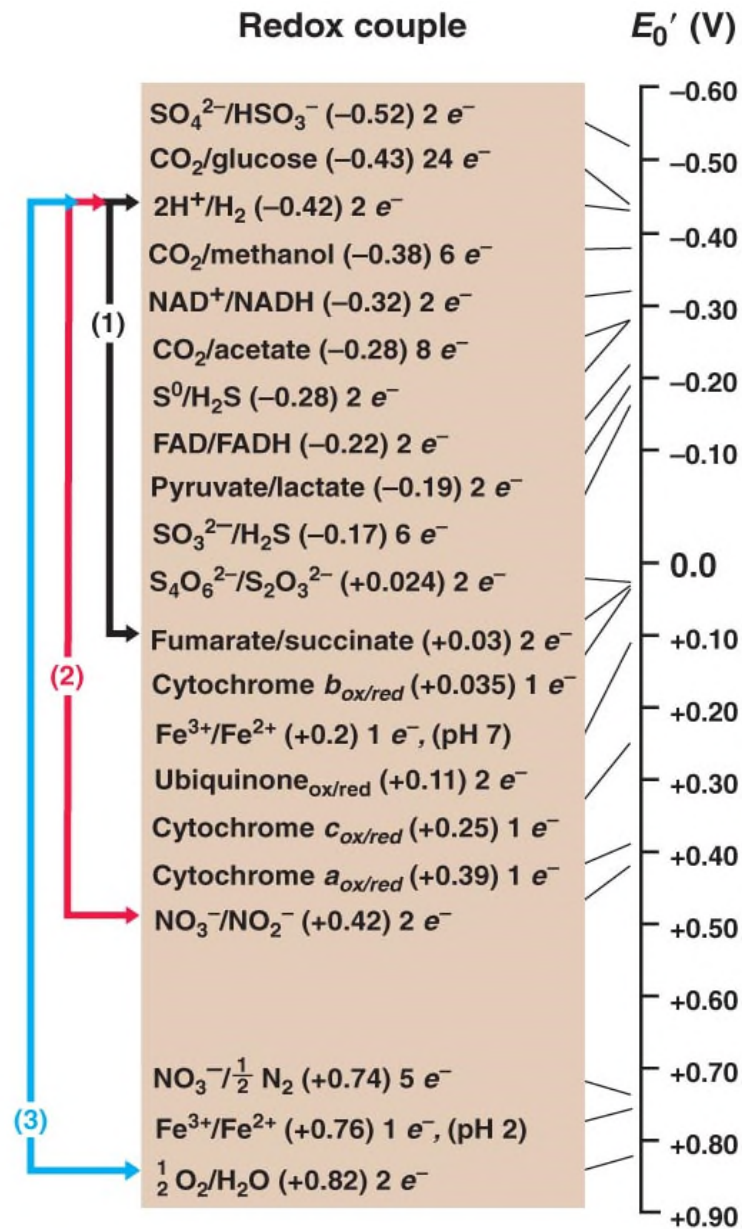 Redox couple
E₀′ (V)
SO₄²⁻/HSO₃⁻ (–0.52) 2 e⁻
CO₂/glucose (–0.43) 24 e⁻
2H⁺/H₂ (–0.42) 2 e⁻
CO₂/methanol (–0.38) 6 e⁻
NAD⁺/NADH (–0.32) 2 e⁻
CO₂/acetate (–0.28) 8 e⁻
S⁰/H₂S (–0.28) 2 e⁻
FAD/FADH (–0.22) 2 e⁻
Pyruvate/lactate (–0.19) 2 e⁻
SO₃²⁻/H₂S (–0.17) 6 e⁻
S₄O₆²⁻/S₂O₃²⁻ (+0.024) 2 e⁻
Fumarate/succinate (+0.03) 2 e⁻
Cytochrome b ox/red (+0.035) 1 e⁻
Fe³⁺/Fe²⁺ (+0.2) 1 e⁻, (pH 7)
Ubiquinone ox/red (+0.11) 2 e⁻
Cytochrome c ox/red (+0.25) 1 e⁻
Cytochrome a ox/red (+0.39) 1 e⁻
NO₃⁻/NO₂⁻ (+0.42) 2 e⁻
NO₃⁻/½ N₂ (+0.74) 5 e⁻
Fe³⁺/Fe²⁺ (+0.76) 1 e⁻, (pH 2)
½ O₂/H₂O (+0.82) 2 e⁻
(1)
(2)
(3)
–0.60
–0.50
–0.40
–0.30
–0.20
–0.10
0.0
+0.10
+0.20
+0.30
+0.40
+0.50
+0.60
+0.70
+0.80
+0.90